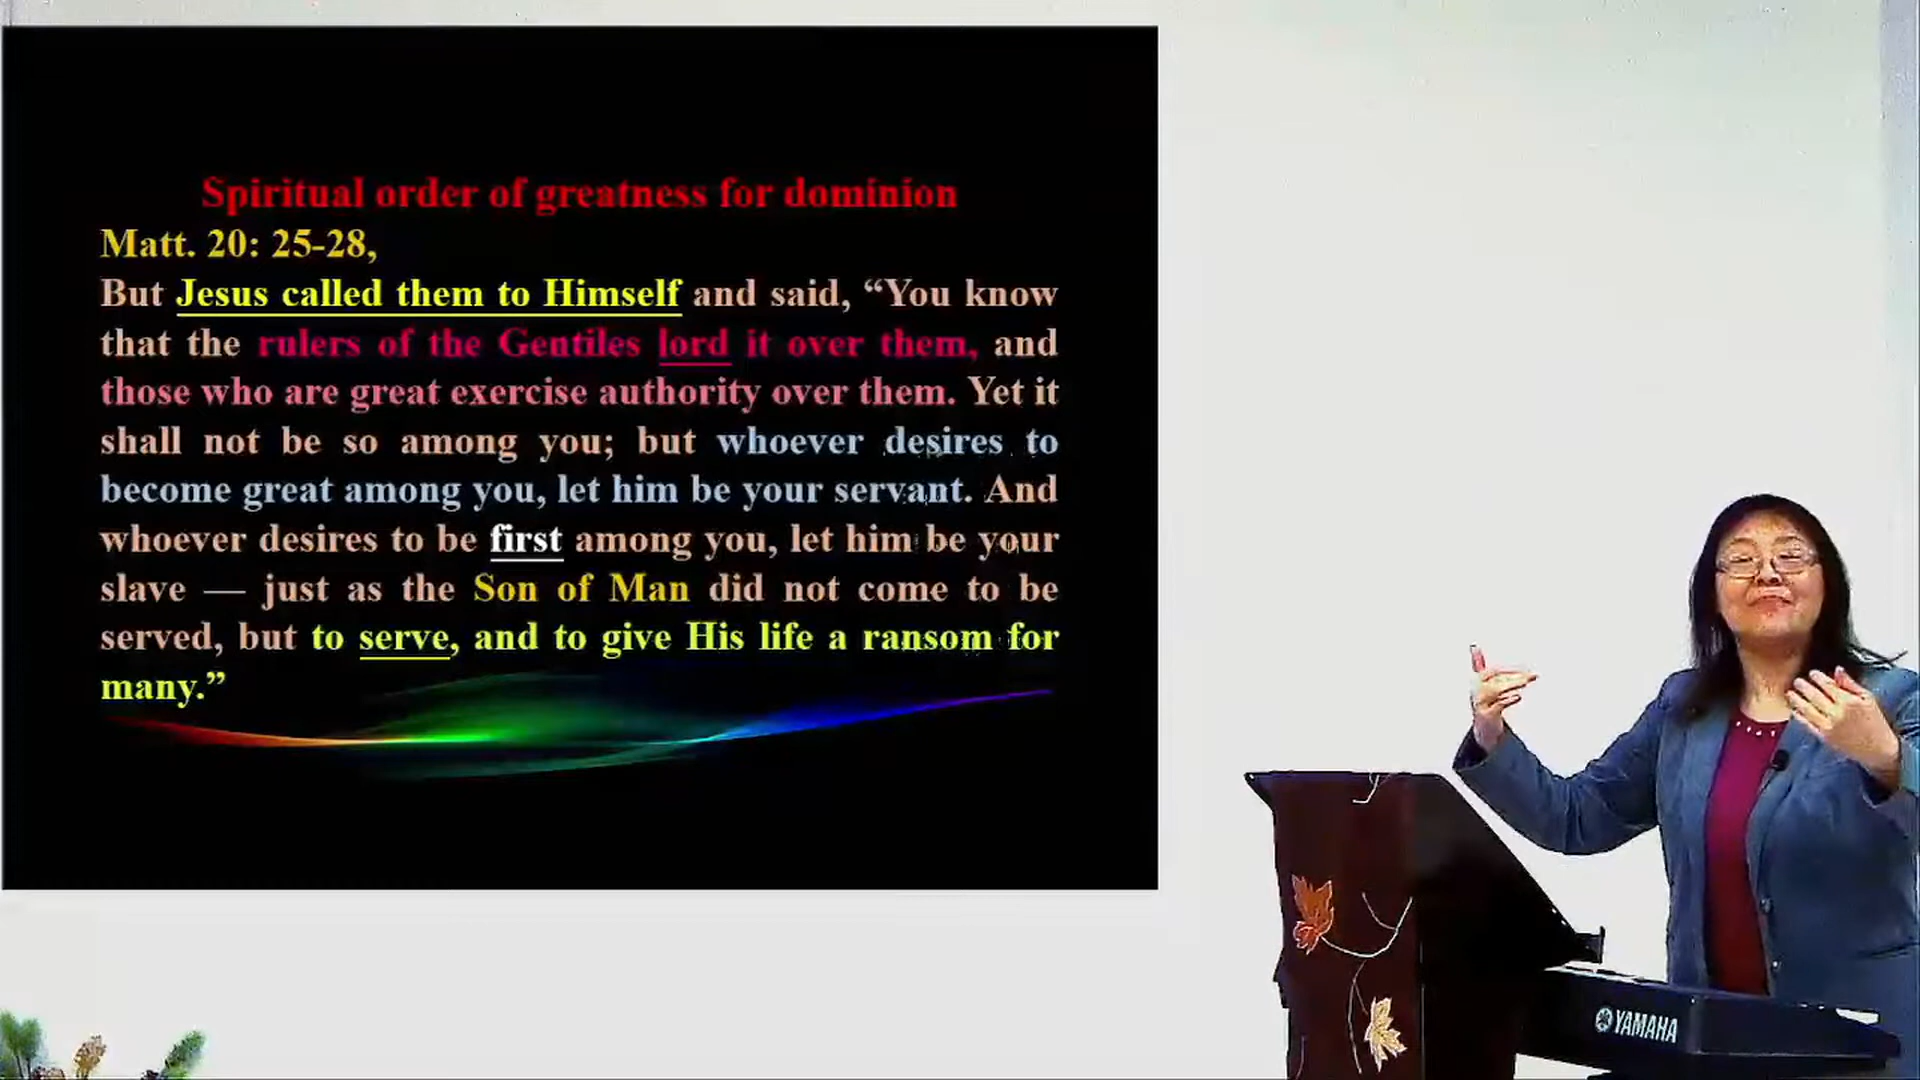 Spiritual order of greatness for dominion
Matt. 20: 25-28,
But Jesus called them to Himself and said, “You know
that the rulers of the Gentiles lord it over them, and
those who are great exercise authority over them. Yet it
shall not be so among you; but whoever desires to
become great among you, let him be your servant. And
whoever desires to be first among you, let him be your
slave — just as the Son of Man did not come to be
served, but to serve, and to give His life a ransom for
many.”
YAMAHA